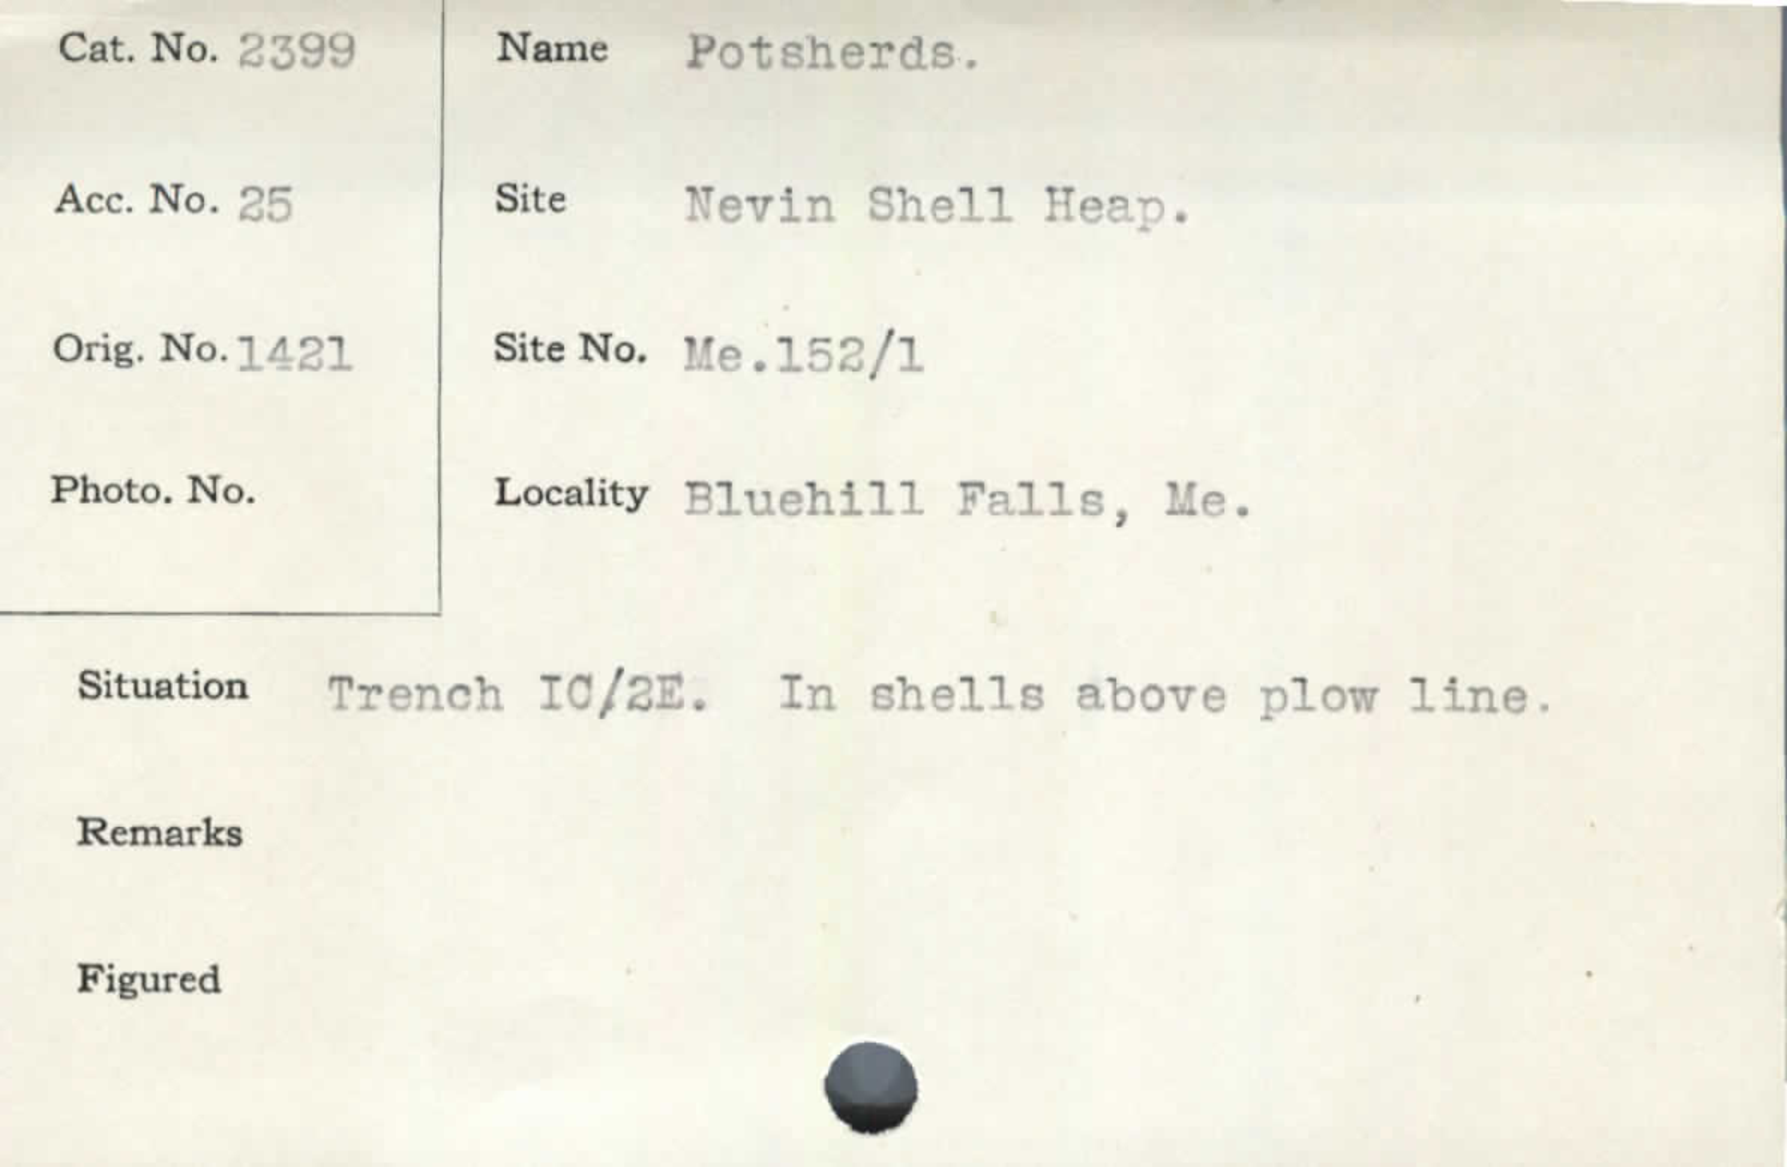 Cat. No. 2399
Acc. No. 25
Orig. No. 1421
Photo. No.
Name Potsherds.
Site Nevin Shell Heap.
Site No. Me.152/1
Locality Bluehill Falls, Me.
Situation Trench IC/2E. In shells above plow line.
Remarks
Figured